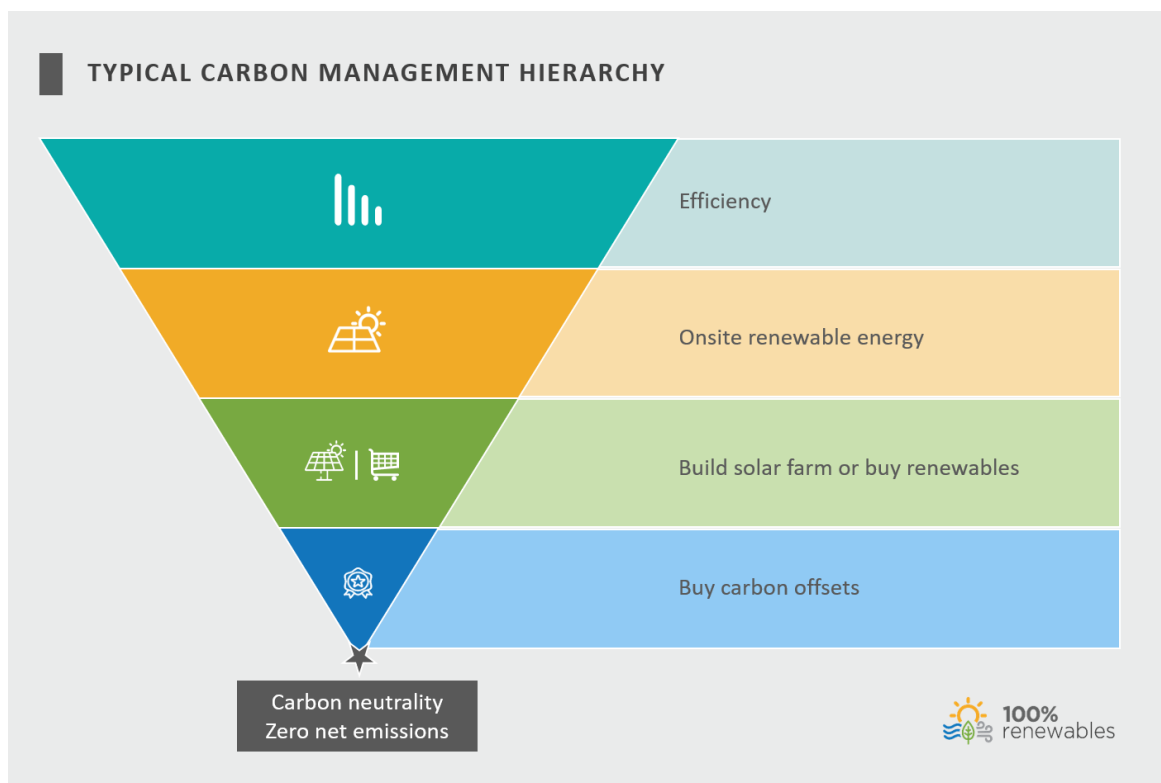 TYPICAL CARBON MANAGEMENT HIERARCHY
Efficiency
Onsite renewable energy
Build solar farm or buy renewables
Buy carbon offsets
Carbon neutrality
Zero net emissions
100%
renewables